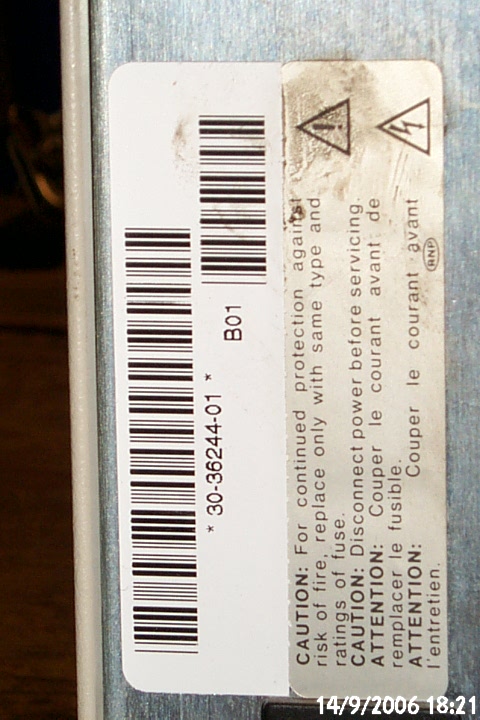 * 30-36244-01 *
B01
CAUTION: For continued protection against
risk of fire, replace only with same type and
ratings of fuse.
CAUTION: Disconnect power before servicing.
ATTENTION: Couper le courant avant de
remplacer le fusible.
ATTENTION: Couper le courant avant
l'entretien.
RNP
14/9/2006 18:21